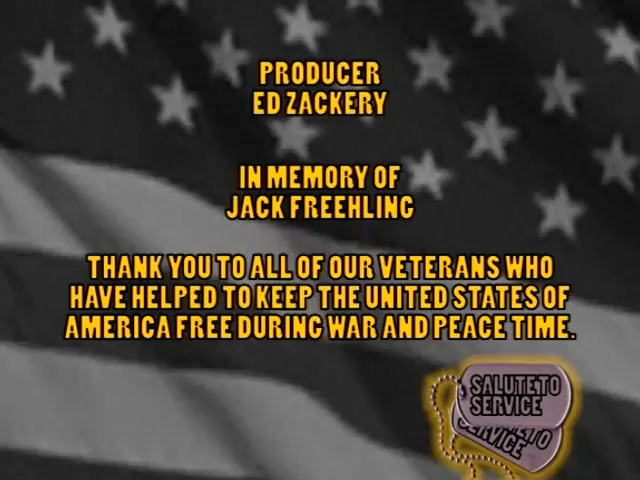 PRODUCER
ED ZACKERY
IN MEMORY OF
JACK FREEHLING
THANK YOU TO ALL OF OUR VETERANS WHO
HAVE HELPED TO KEEP THE UNITED STATES OF
AMERICA FREE DURING WAR AND PEACE TIME.
SALUTE TO
SERVICE
SERVICE